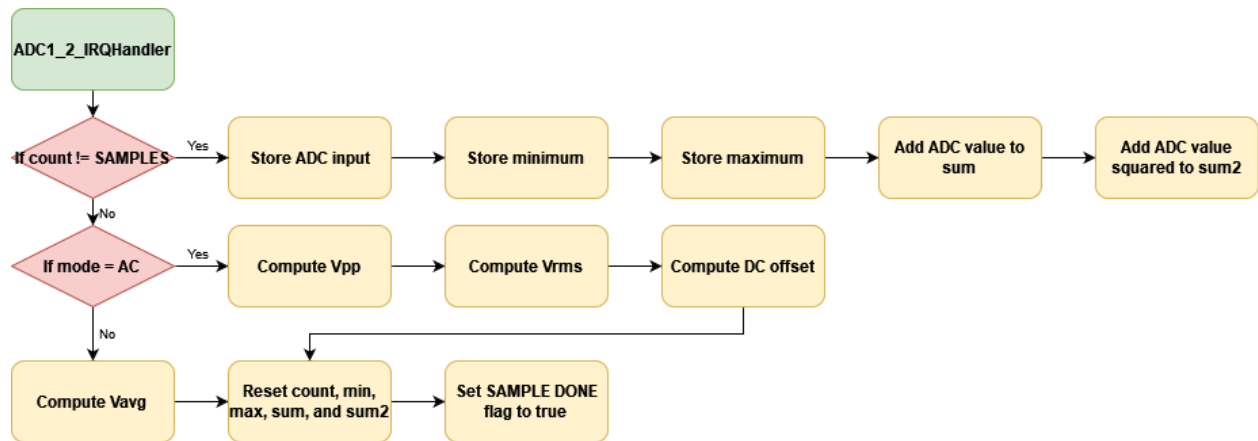 ADC1_2_IRQHandler
If count != SAMPLES
Yes
Store ADC input
Store minimum
Store maximum
Add ADC value to
sum
Add ADC value
squared to sum2
No
If mode = AC
Yes
Compute Vpp
Compute Vrms
Compute DC offset
No
Compute Vavg
Reset count, min,
max, sum, and sum2
Set SAMPLE DONE
flag to true